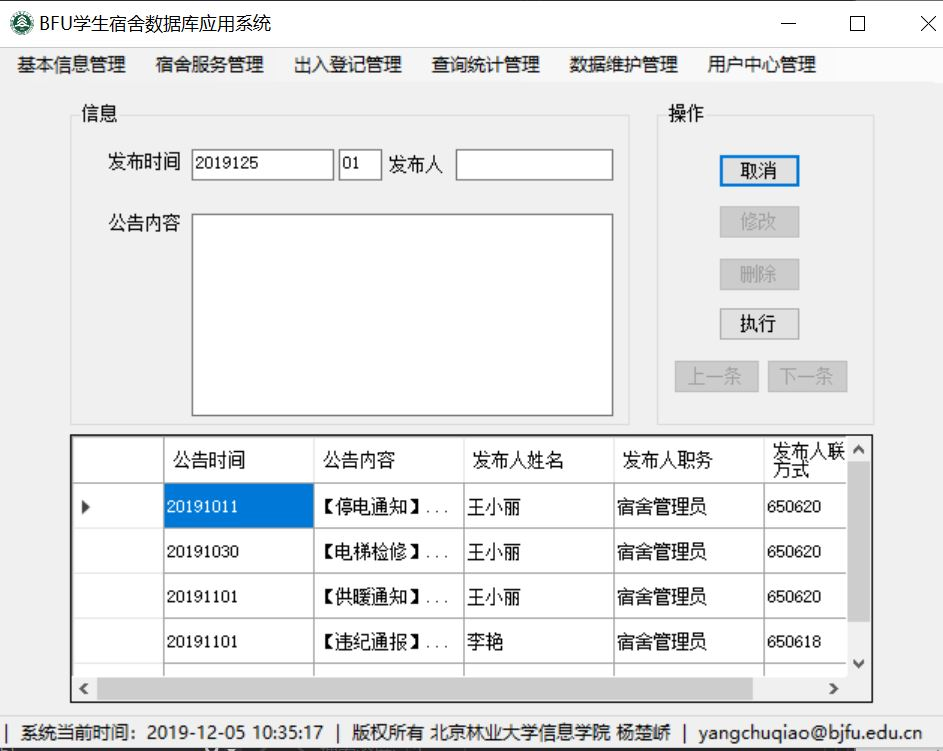 BFU学生宿舍数据库应用系统
基本信息管理 宿舍服务管理 出入登记管理 查询统计管理 数据维护管理 用户中心管理
信息
发布时间 2019125 01 发布人
公告内容
操作
取消
修改
删除
执行
上一条 下一条
公告时间 公告内容 发布人姓名 发布人职务 发布人联
方式
20191011 【停电通知】... 王小丽 宿舍管理员 650620
20191030 【电梯检修】... 王小丽 宿舍管理员 650620
20191101 【供暖通知】... 王小丽 宿舍管理员 650620
20191101 【违纪通报】... 李艳 宿舍管理员 650618
| 系统当前时间：2019-12-05 10:35:17 | 版权所有 北京林业大学信息学院 杨楚峤 | yangchuqiao@bjfu.edu.cn